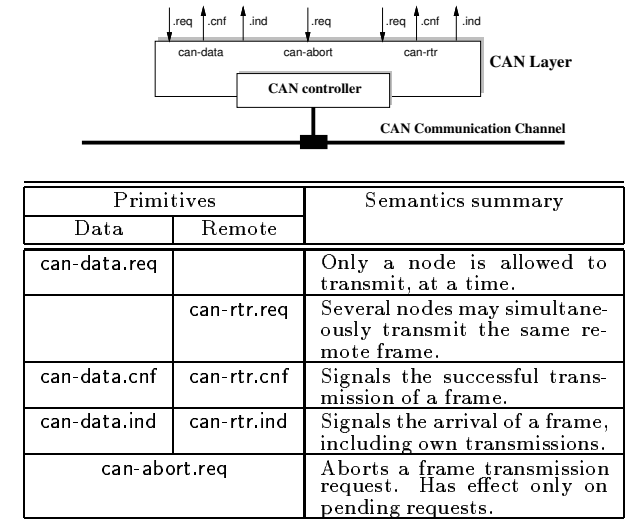 .req .cnf .ind .req .req .cnf .ind
can-data can-abort can-rtr
CAN Layer
CAN controller
CAN Communication Channel
Primitives Semantics summary
Data Remote
can-data.req Only a node is allowed to
transmit, at a time.
can-rtr.req Several nodes may simultane-
ously transmit the same re-
mote frame.
can-data.cnf can-rtr.cnf Signals the successful trans-
mission of a frame.
can-data.ind can-rtr.ind Signals the arrival of a frame,
including own transmissions.
can-abort.req Aborts a frame transmission
request. Has effect only on
pending requests.